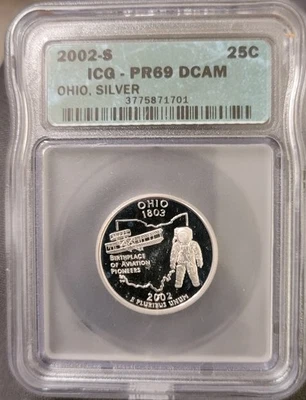 2002-S 25C
ICG - PR69 DCAM
OHIO, SILVER
3775871701
OHIO
1803
BIRTHPLACE
OF AVIATION
PIONEERS
2002
E PLURIBUS UNUM